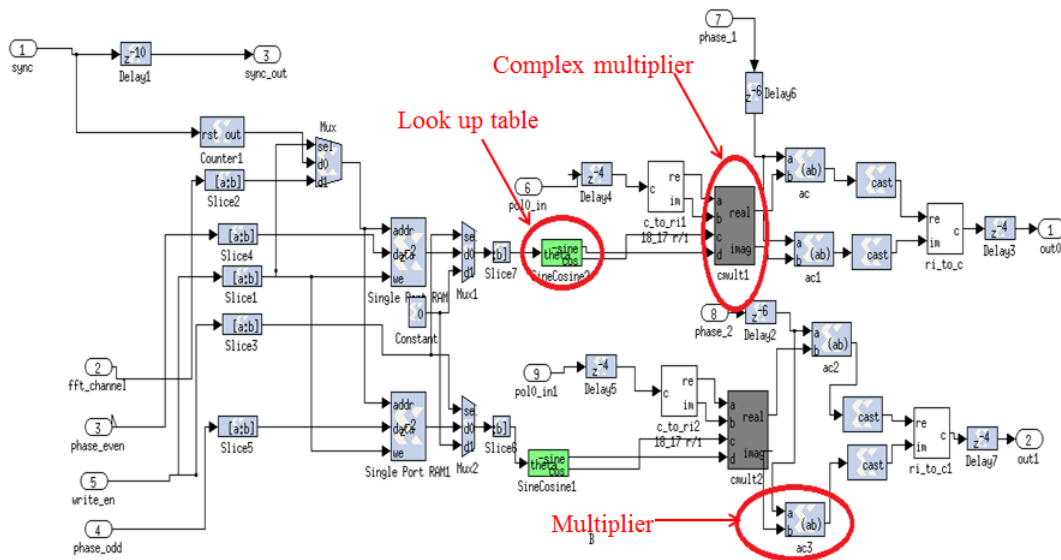 7
phase_1
1
sync
z-10
Delay1
3
sync_out
Complex multiplier
z-6
Delay6
Look up table
rst out
Counter1
Mux
sel
d0
d1
[a:b]
Slice2
6
pol0_in
z-4
Delay4
c
re
im
c_to_ri1
18_17 r/i
a
b
c
d
real
imag
cmult1
a
b
(ab)
ac
cast
a
b
(ab)
ac1
cast
re
im
c
ri_to_c
z-4
Delay3
1
out0
[a:b]
Slice4
[a:b]
Slice1
addr
data
we
Single Port RAM
sel
d0
d1
Mux1
:b]
Slice7
theta
sine
cos
SineCosine2
0
Constant
[a:b]
Slice3
8
phase_2
z-6
Delay2
a
b
(ab)
ac2
2
fft_channel
3
phase_even
9
pol0_in1
z-4
Delay5
c
re
im
c_to_ri2
18_17 r/i
a
b
c
d
real
imag
cmult2
cast
cast
re
im
c
ri_to_c1
z-4
Delay7
2
out1
[a:b]
Slice5
addr
data
we
Single Port RAM1
sel
d0
d1
Mux2
:b]
Slice6
theta
sine
cos
SineCosine1
5
write_en
4
phase_odd
Multiplier
a
b
(ab)
ac3
B